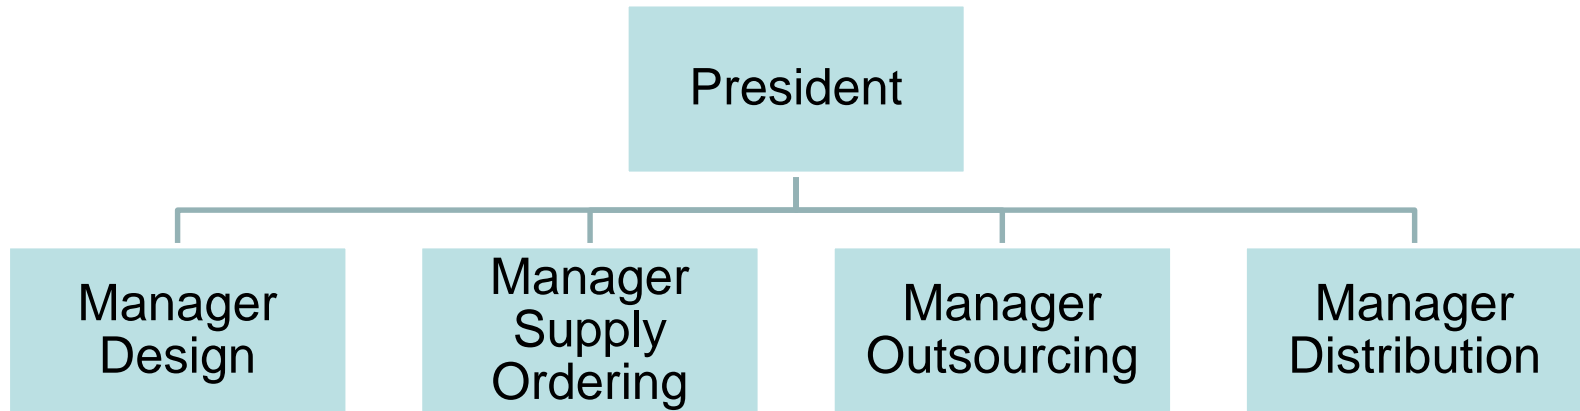 President
Manager
Design
Manager
Supply
Ordering
Manager
Outsourcing
Manager
Distribution